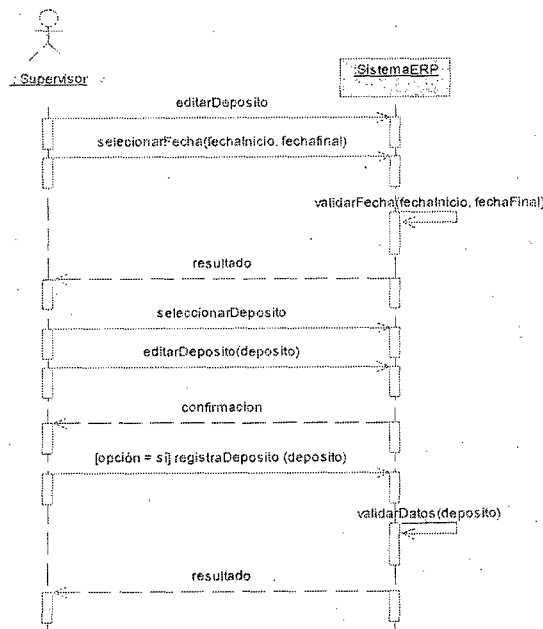 : Supervisor
:SistemaERP
editarDeposito
selecionarFecha(fechaInicio, fechafinal)
validarFecha(fechaInicio, fechaFinal)
resultado
seleccionarDeposito
editarDeposito(deposito)
confirmacion
[opción = si] registraDeposito (deposito)
validarDatos(deposito)
resultado